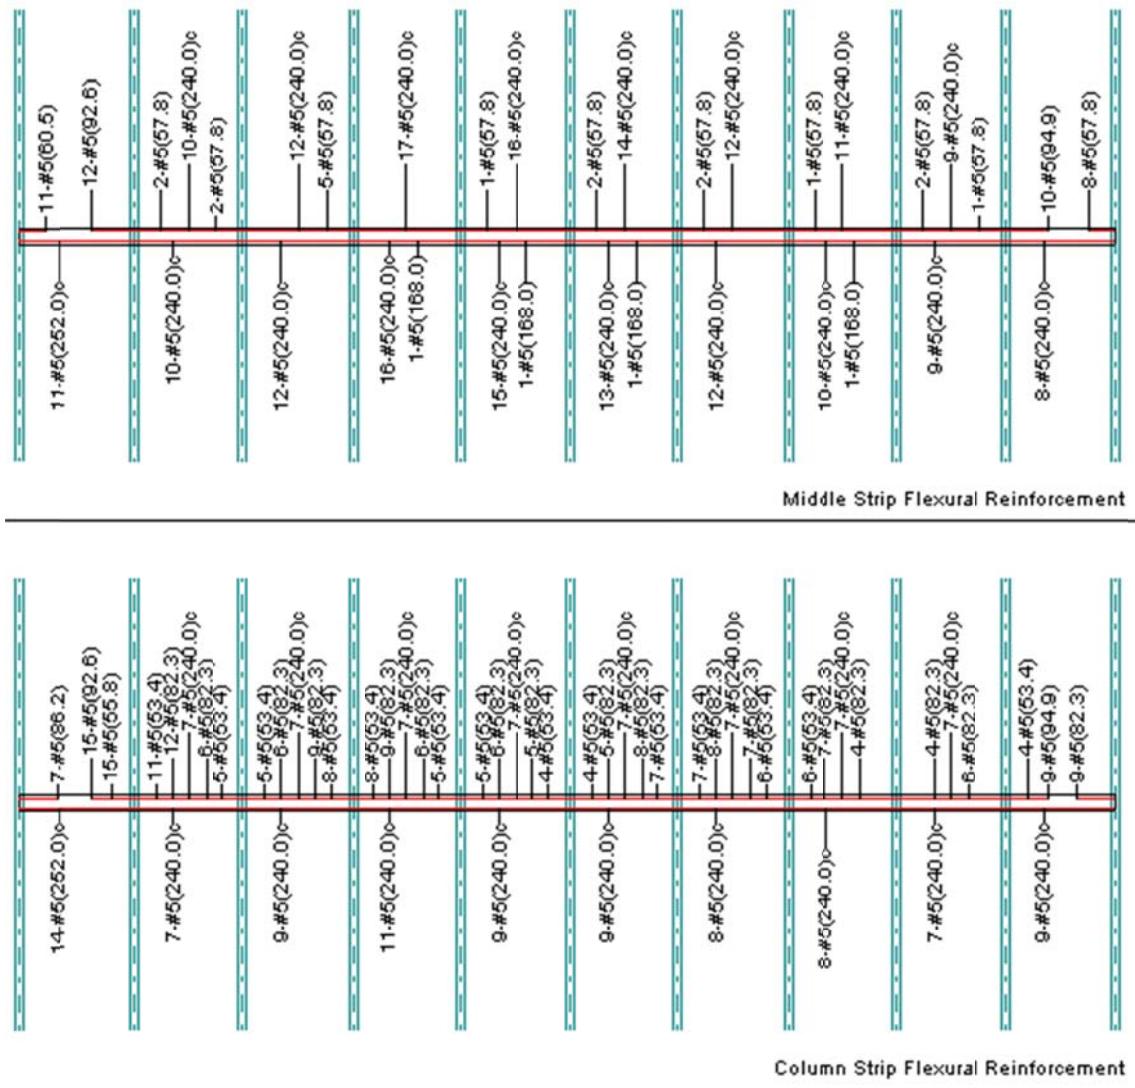 11-#5(60.5)
12-#5(92.6)
2-#5(57.8)
10-#5(240.0)c
2-#5(57.8)
12-#5(240.0)c
5-#5(57.8)
17-#5(240.0)c
1-#5(57.8)
16-#5(240.0)c
2-#5(57.8)
14-#5(240.0)c
2-#5(57.8)
12-#5(240.0)c
1-#5(57.8)
11-#5(240.0)c
2-#5(57.8)
9-#5(240.0)c
1-#5(57.8)
10-#5(94.9)
8-#5(57.8)
11-#5(252.0)c
10-#5(240.0)c
12-#5(240.0)c
16-#5(240.0)c
1-#5(168.0)
15-#5(240.0)c
1-#5(168.0)
13-#5(240.0)c
1-#5(168.0)
12-#5(240.0)c
10-#5(240.0)c
1-#5(168.0)
9-#5(240.0)c
8-#5(240.0)c
Middle Strip Flexural Reinforcement
7-#5(86.2)
15-#5(92.6)
15-#5(55.8)
11-#5(53.4)
12-#5(82.3)
7-#5(240.0)c
6-#5(82.3)
5-#5(53.4)
5-#5(53.4)
6-#5(82.3)
7-#5(240.0)c
9-#5(82.3)
8-#5(53.4)
8-#5(53.4)
9-#5(82.3)
7-#5(240.0)c
6-#5(82.3)
5-#5(53.4)
5-#5(53.4)
6-#5(82.3)
7-#5(240.0)c
5-#5(82.3)
4-#5(53.4)
4-#5(53.4)
5-#5(82.3)
7-#5(240.0)c
8-#5(82.3)
7-#5(53.4)
7-#5(53.4)
8-#5(82.3)
7-#5(240.0)c
7-#5(82.3)
6-#5(53.4)
6-#5(53.4)
7-#5(82.3)
7-#5(240.0)c
4-#5(82.3)
4-#5(82.3)
7-#5(240.0)c
6-#5(82.3)
4-#5(53.4)
9-#5(94.9)
9-#5(82.3)
14-#5(252.0)c
7-#5(240.0)c
9-#5(240.0)c
11-#5(240.0)c
9-#5(240.0)c
9-#5(240.0)c
8-#5(240.0)c
8-#5(240.0)c
7-#5(240.0)c
9-#5(240.0)c
Column Strip Flexural Reinforcement